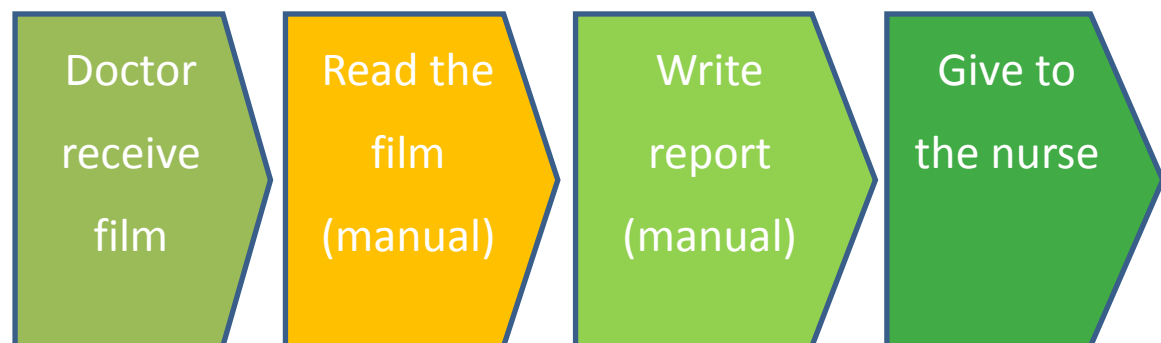 Doctor
receive
film
Read the
film
(manual)
Write
report
(manual)
Give to
the nurse